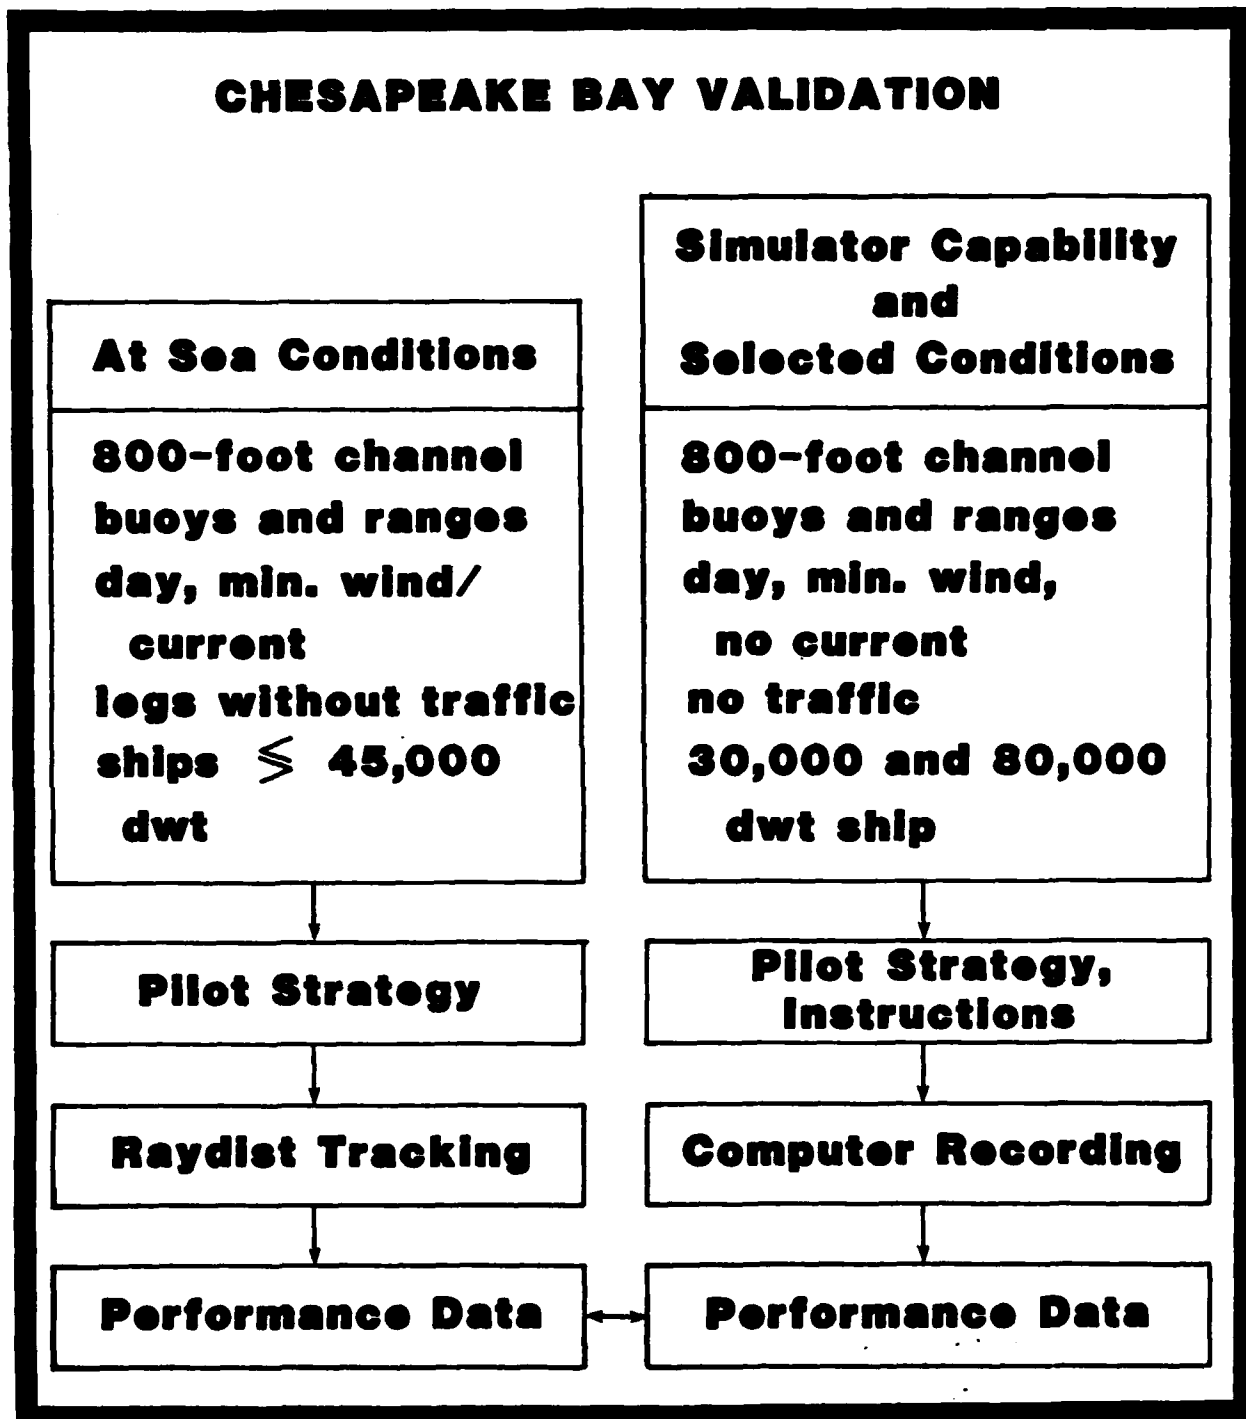 CHESAPEAKE BAY VALIDATION
At Sea Conditions
800-foot channel
buoys and ranges
day, min. wind/
current
legs without traffic
ships ≤ 45,000
dwt
Pilot Strategy
Raydist Tracking
Performance Data
Simulator Capability
and
Selected Conditions
800-foot channel
buoys and ranges
day, min. wind,
no current
no traffic
30,000 and 80,000
dwt ship
Pilot Strategy,
Instructions
Computer Recording
Performance Data